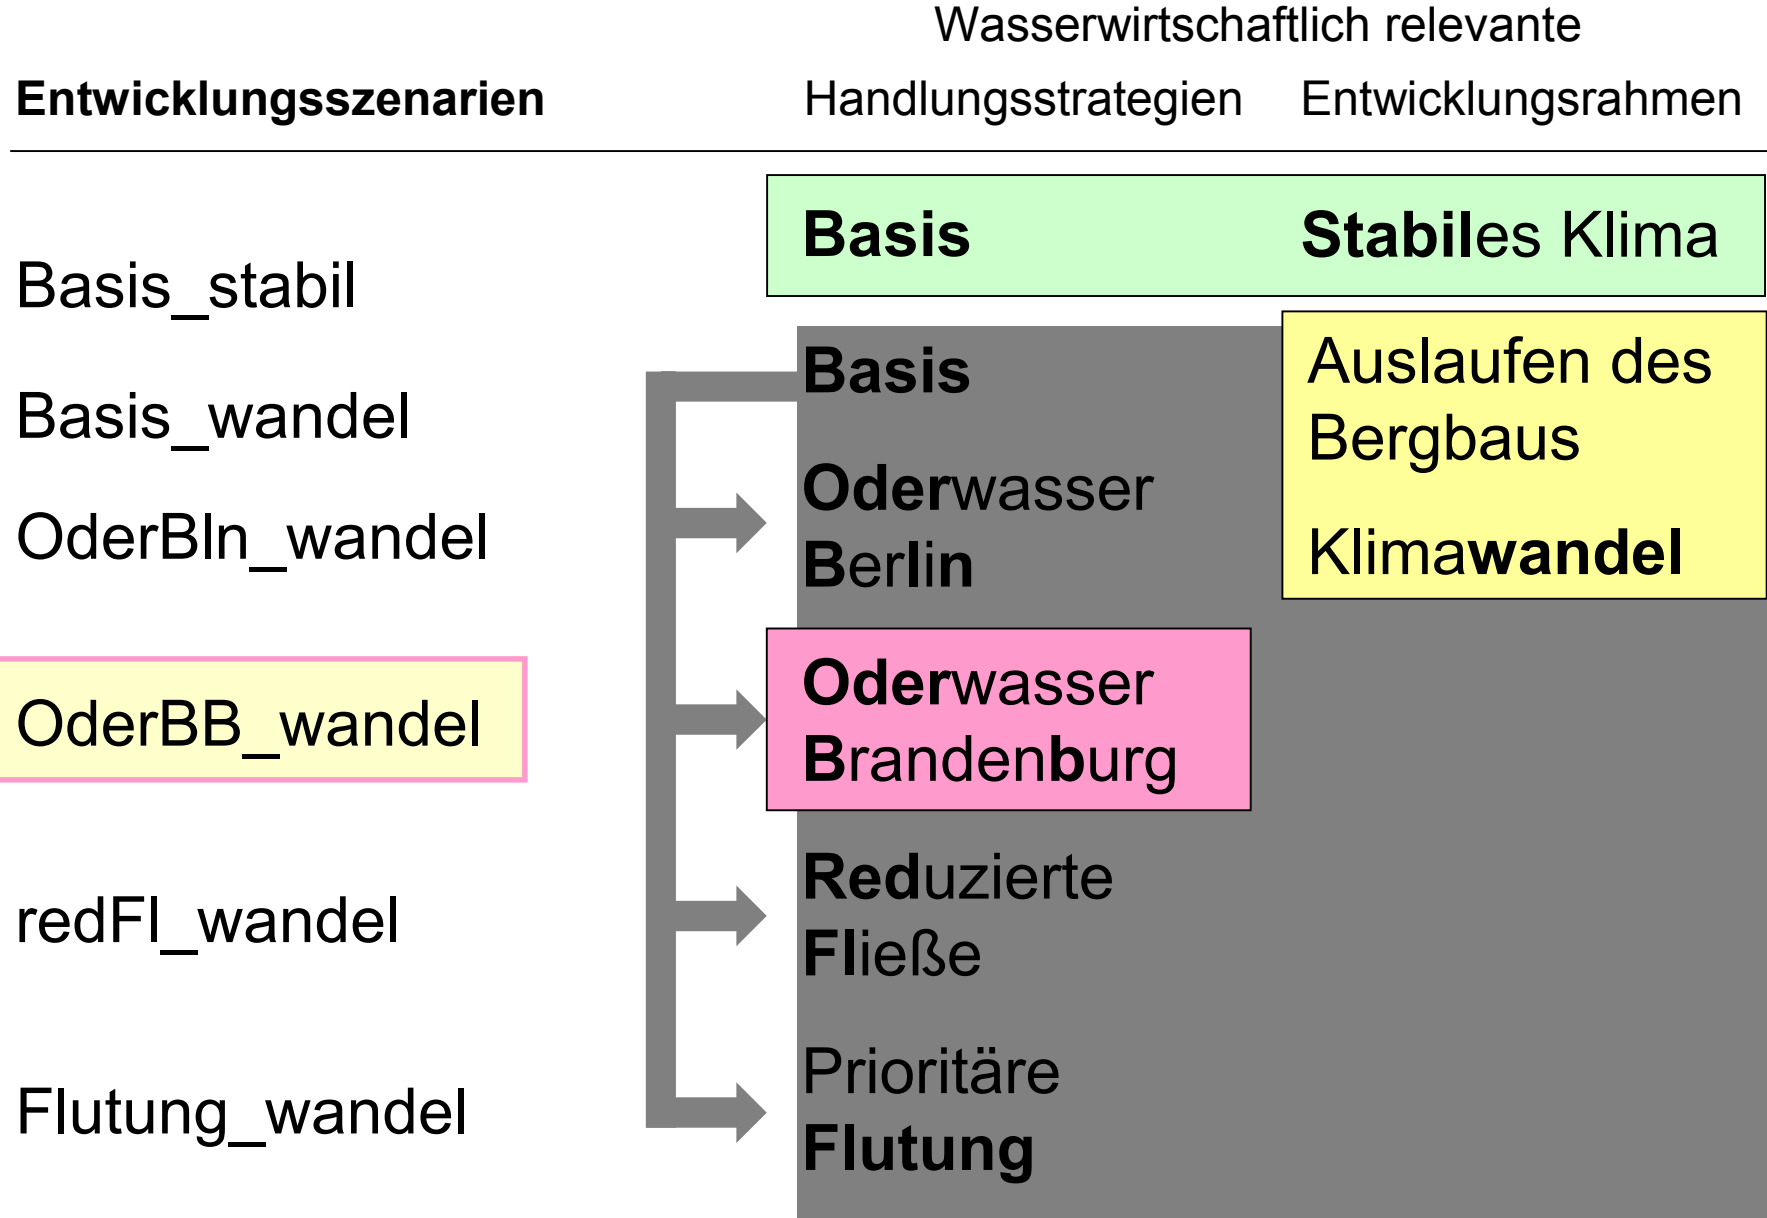 Wasserwirtschaftlich relevante
Entwicklungsszenarien Handlungsstrategien Entwicklungsrahmen
Basis Stabiles Klima
Basis_stabil
Basis Auslaufen des
Bergbaus
Basis_wandel
Oderwasser
Berlin
Klimawandel
OderBln_wandel
Oderwasser
Brandenburg
OderBB_wandel
Reduzierte
Fließe
redFl_wandel
Prioritäre
Flutung
Flutung_wandel